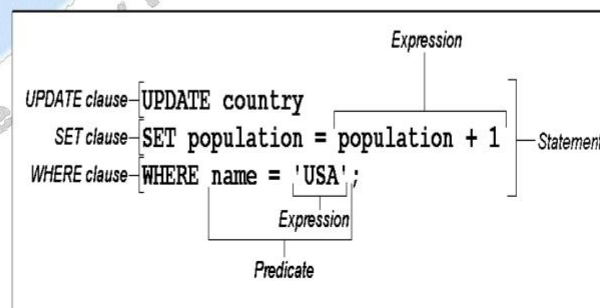 Expression
UPDATE clause UPDATE country
SET clause SET population = population + 1 Statement
WHERE clause WHERE name = 'USA';
Expression
Predicate